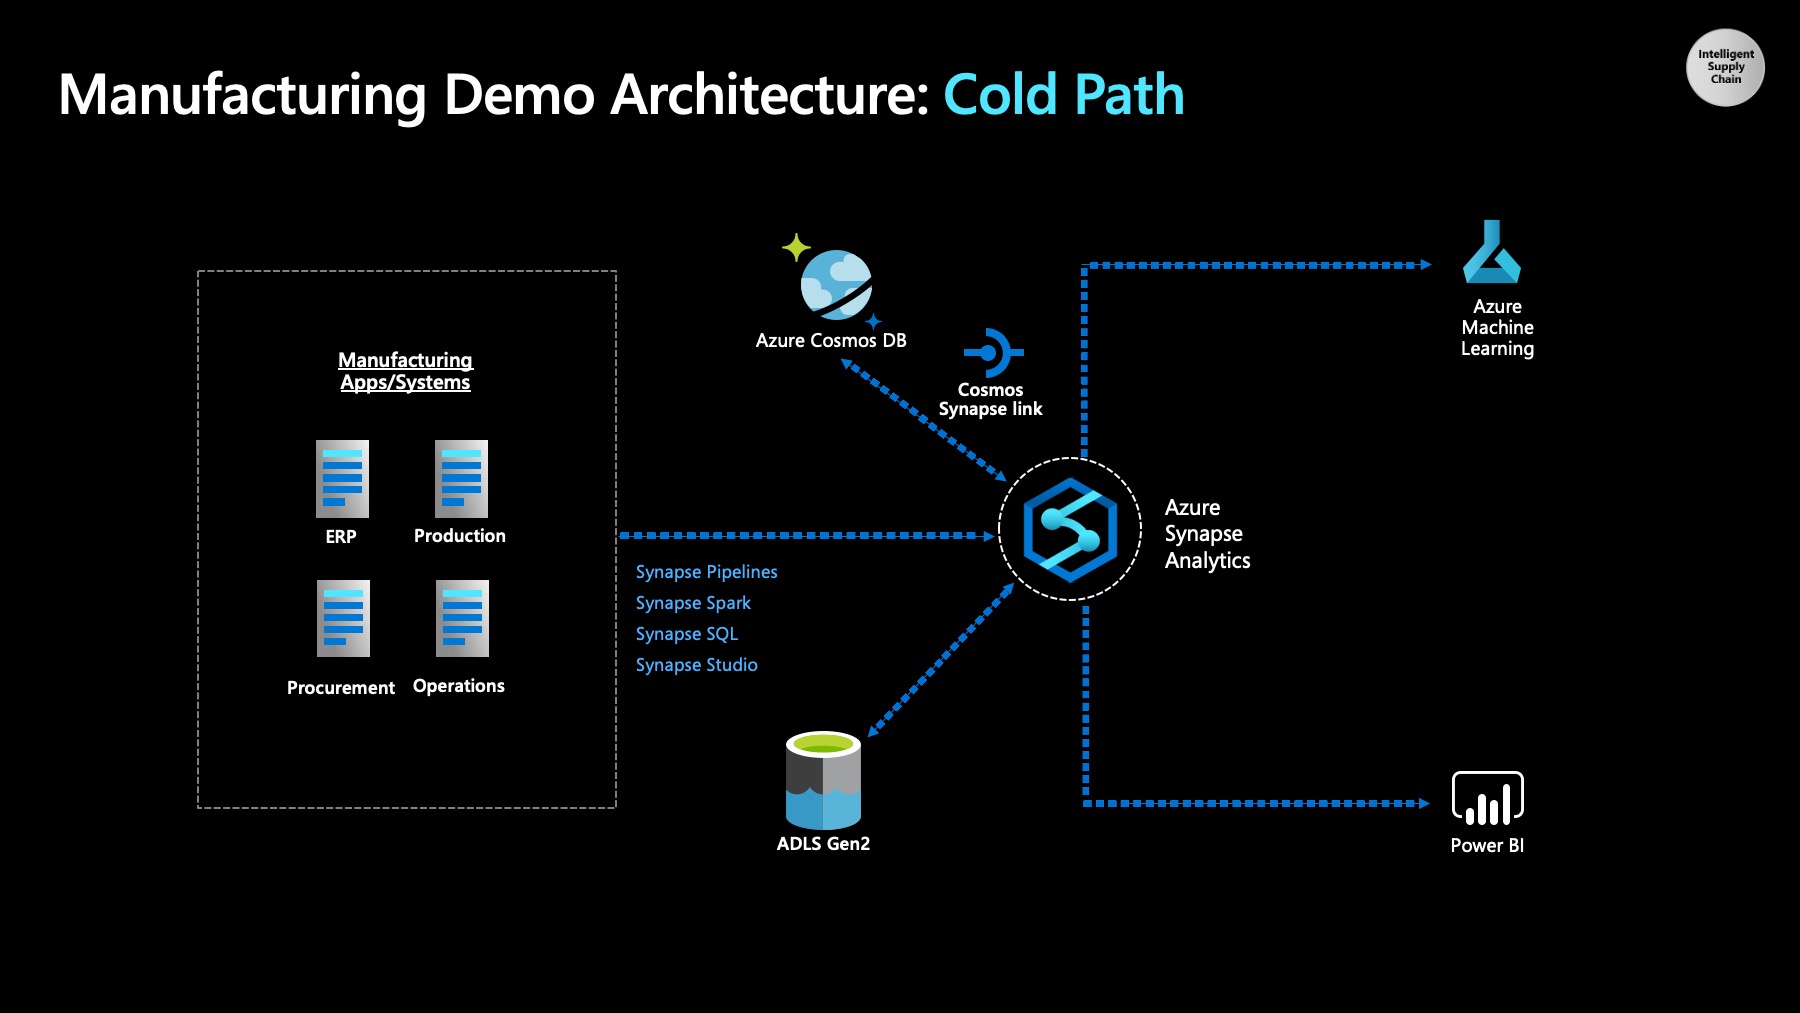 Intelligent
Supply
Chain
Manufacturing Demo Architecture: Cold Path
Manufacturing
Apps/Systems
ERP
Production
Procurement
Operations
Synapse Pipelines
Synapse Spark
Synapse SQL
Synapse Studio
Azure Cosmos DB
Cosmos
Synapse link
ADLS Gen2
Azure
Synapse
Analytics
Azure
Machine
Learning
Power BI